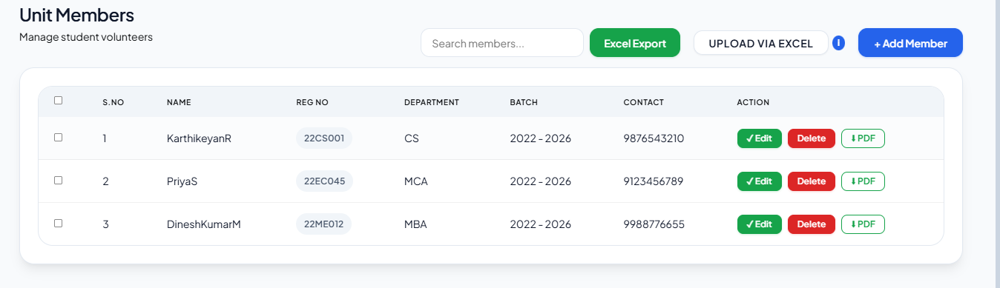 Unit Members
Manage student volunteers
Search members...
Excel Export
UPLOAD VIA EXCEL
I
+ Add Member
S.NO NAME REG NO DEPARTMENT BATCH CONTACT ACTION
1 KarthikeyanR 22CS001 CS 2022 - 2026 9876543210 ✓ Edit Delete ⬇ PDF
2 PriyaS 22EC045 MCA 2022 - 2026 9123456789 ✓ Edit Delete ⬇ PDF
3 DineshKumarM 22ME012 MBA 2022 - 2026 9988776655 ✓ Edit Delete ⬇ PDF